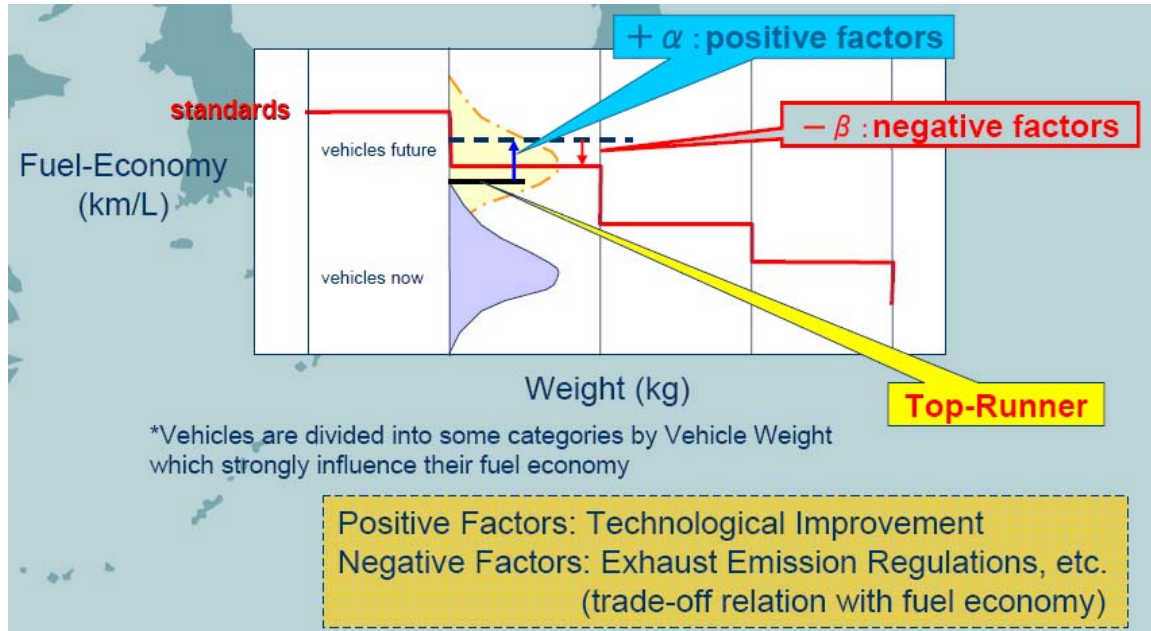 + α : positive factors
standards
- β : negative factors
vehicles future
Fuel-Economy
(km/L)
vehicles now
Weight (kg)
Top-Runner
*Vehicles are divided into some categories by Vehicle Weight
which strongly influence their fuel economy
Positive Factors: Technological Improvement
Negative Factors: Exhaust Emission Regulations, etc.
(trade-off relation with fuel economy)